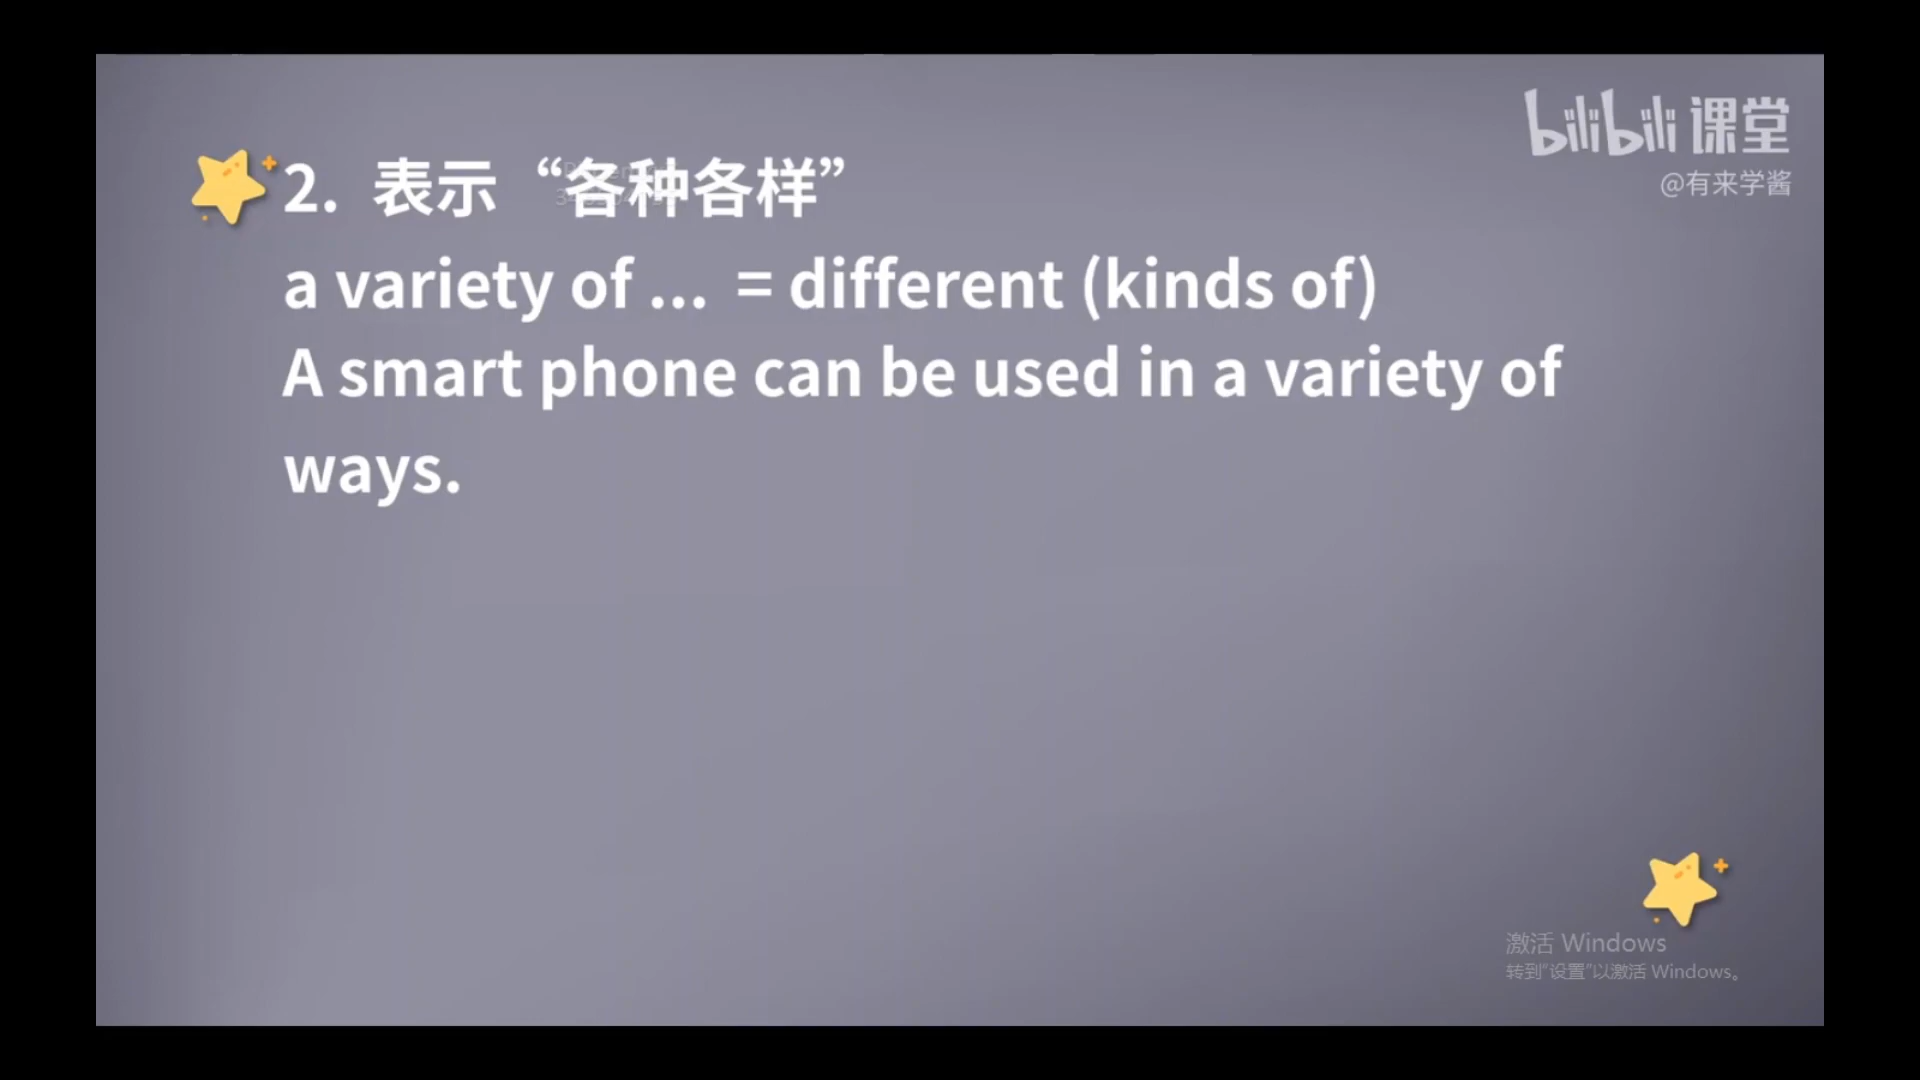 bilibili 课堂
@有来学酱
2. 表示“各种各样”
a variety of ... = different (kinds of)
A smart phone can be used in a variety of
ways.
激活 Windows
转到“设置”以激活 Windows。